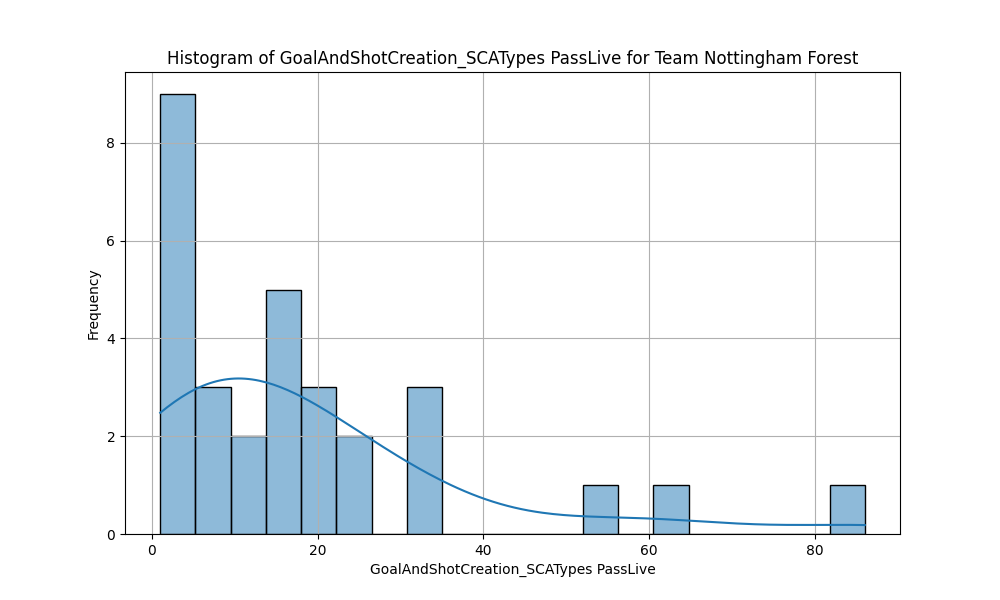 Histogram of GoalAndShotCreation_SCATypes PassLive for Team Nottingham Forest
Frequency
8
6
4
2
0
0 20 40 60 80
GoalAndShotCreation_SCATypes PassLive